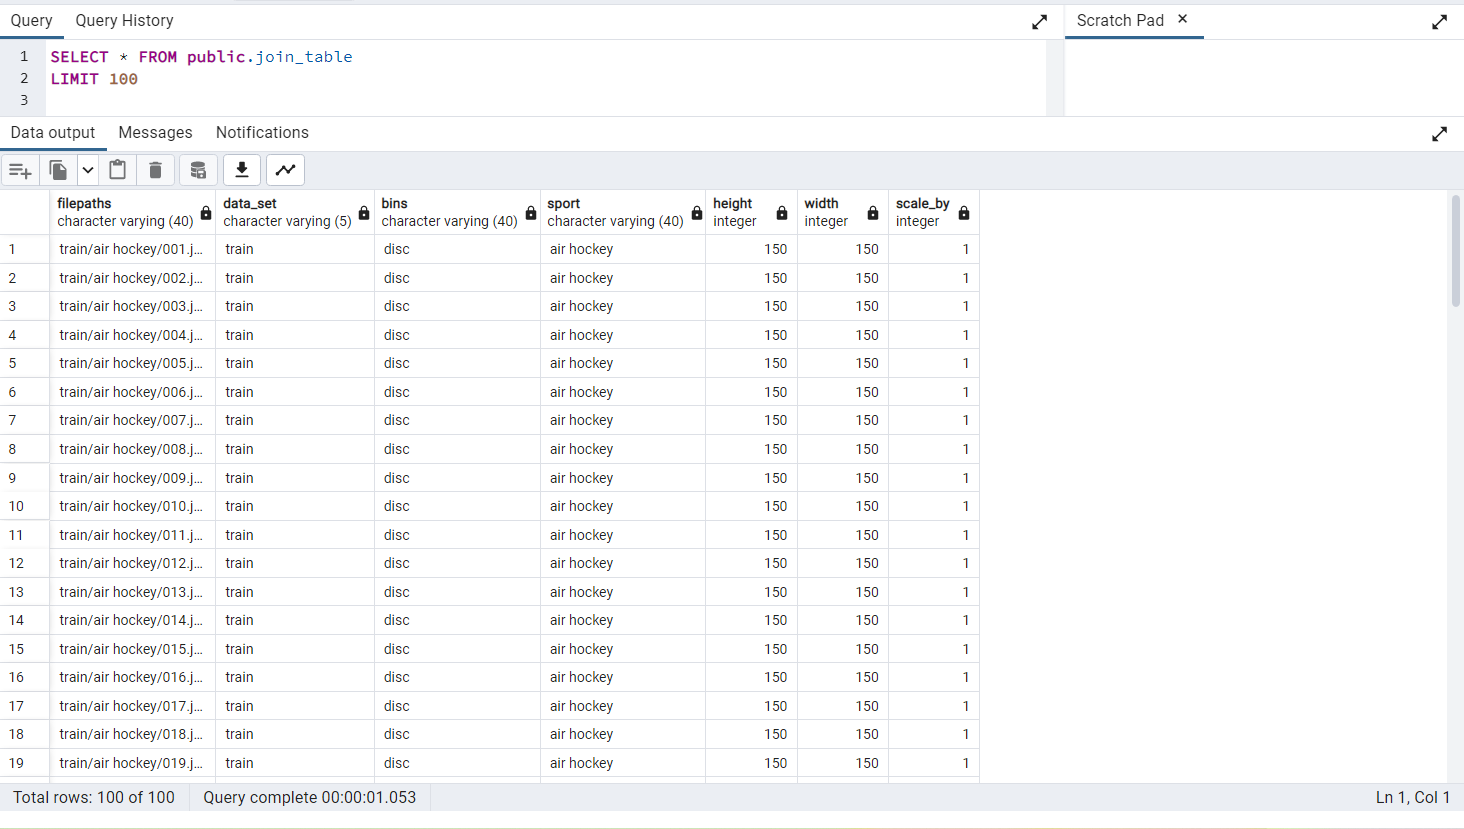 Query Query History Scratch Pad ×
1 SELECT * FROM public.join_table
2 LIMIT 100
3
Data output Messages Notifications
filepaths data_set bins sport height width scale_by
character varying (40) character varying (5) character varying (40) character varying (40) integer integer integer
1 train/air hockey/001.j... train disc air hockey 150 150 1
2 train/air hockey/002.j... train disc air hockey 150 150 1
3 train/air hockey/003.j... train disc air hockey 150 150 1
4 train/air hockey/004.j... train disc air hockey 150 150 1
5 train/air hockey/005.j... train disc air hockey 150 150 1
6 train/air hockey/006.j... train disc air hockey 150 150 1
7 train/air hockey/007.j... train disc air hockey 150 150 1
8 train/air hockey/008.j... train disc air hockey 150 150 1
9 train/air hockey/009.j... train disc air hockey 150 150 1
10 train/air hockey/010.j... train disc air hockey 150 150 1
11 train/air hockey/011.j... train disc air hockey 150 150 1
12 train/air hockey/012.j... train disc air hockey 150 150 1
13 train/air hockey/013.j... train disc air hockey 150 150 1
14 train/air hockey/014.j... train disc air hockey 150 150 1
15 train/air hockey/015.j... train disc air hockey 150 150 1
16 train/air hockey/016.j... train disc air hockey 150 150 1
17 train/air hockey/017.j... train disc air hockey 150 150 1
18 train/air hockey/018.j... train disc air hockey 150 150 1
19 train/air hockey/019.j... train disc air hockey 150 150 1
Total rows: 100 of 100 Query complete 00:00:01.053 Ln 1, Col 1